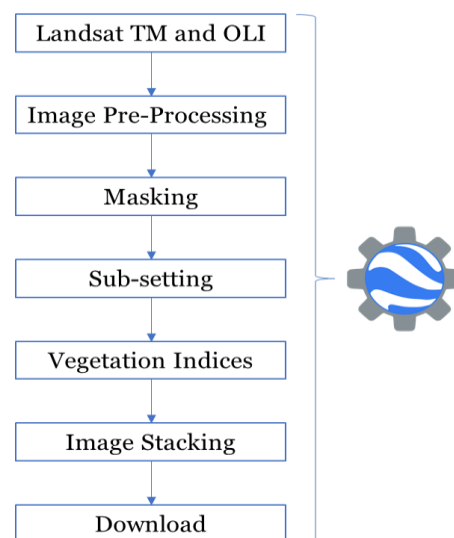 Landsat TM and OLI
Image Pre-Processing
Masking
Sub-setting
Vegetation Indices
Image Stacking
Download